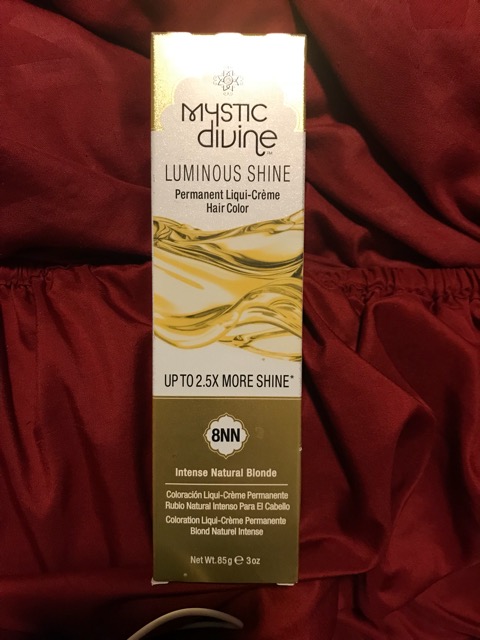 MYSTIC
divine™
LUMINOUS SHINE
Permanent Liqui-Crème
Hair Color
UP TO 2.5X MORE SHINE*
8NN
Intense Natural Blonde
Coloración Liqui-Crème Permanente
Rubio Natural Intenso Para El Cabello
Coloration Liqui-Crème Permanente
Blond Naturel Intense
Net Wt. 85g ℮ 3oz